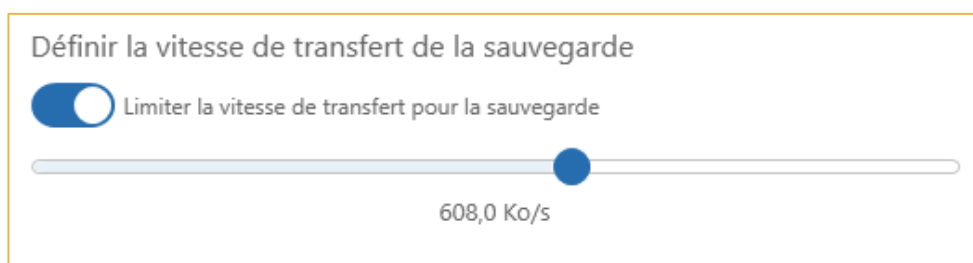 Définir la vitesse de transfert de la sauvegarde
Limiter la vitesse de transfert pour la sauvegarde
608,0 Ko/s